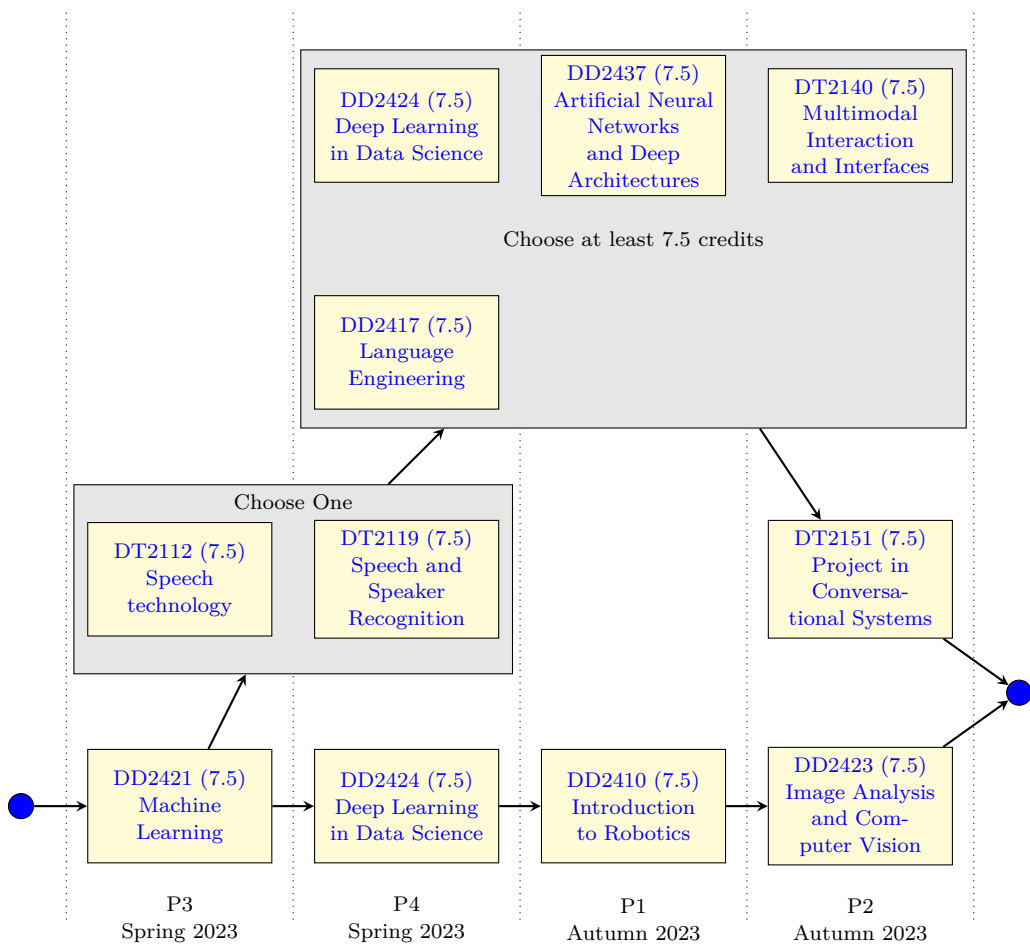 DD2424 (7.5)
Deep Learning
in Data Science
DD2437 (7.5)
Artificial Neural
Networks
and Deep
Architectures
DT2140 (7.5)
Multimodal
Interaction
and Interfaces
Choose at least 7.5 credits
DD2417 (7.5)
Language
Engineering
Choose One
DT2112 (7.5)
Speech
technology
DT2119 (7.5)
Speech and
Speaker
Recognition
DT2151 (7.5)
Project in
Conversa-
tional Systems
DD2421 (7.5)
Machine
Learning
DD2424 (7.5)
Deep Learning
in Data Science
DD2410 (7.5)
Introduction
to Robotics
DD2423 (7.5)
Image Analysis
and Com-
puter Vision
P3
Spring 2023
P4
Spring 2023
P1
Autumn 2023
P2
Autumn 2023